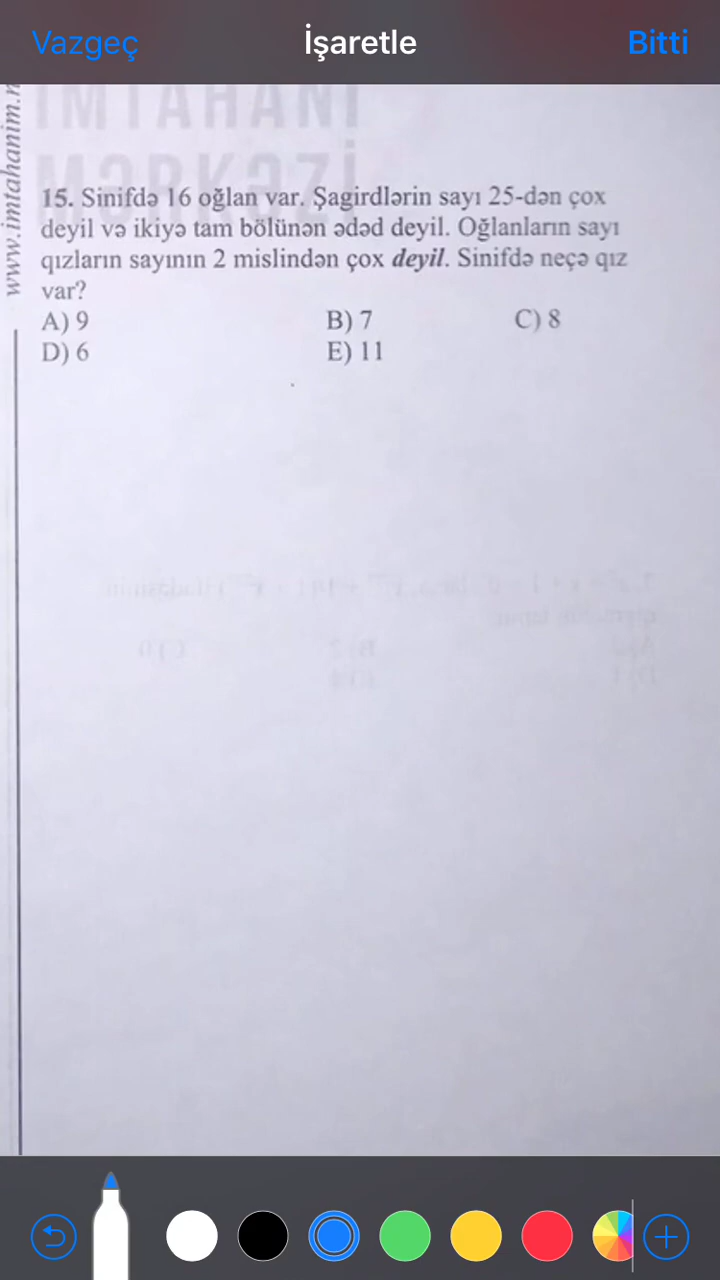 Vazgeç
İşaretle
Bitti
İMTAHANI
MƏRKƏZİ
www.imtahanim.
15. Sinifdə 16 oğlan var. Şagirdlərin sayı 25-dən çox
deyil və ikiyə tam bölünən ədəd deyil. Oğlanların sayı
qızların sayının 2 mislindən çox deyil. Sinifdə neçə qız
var?
A) 9
B) 7
C) 8
D) 6
E) 11